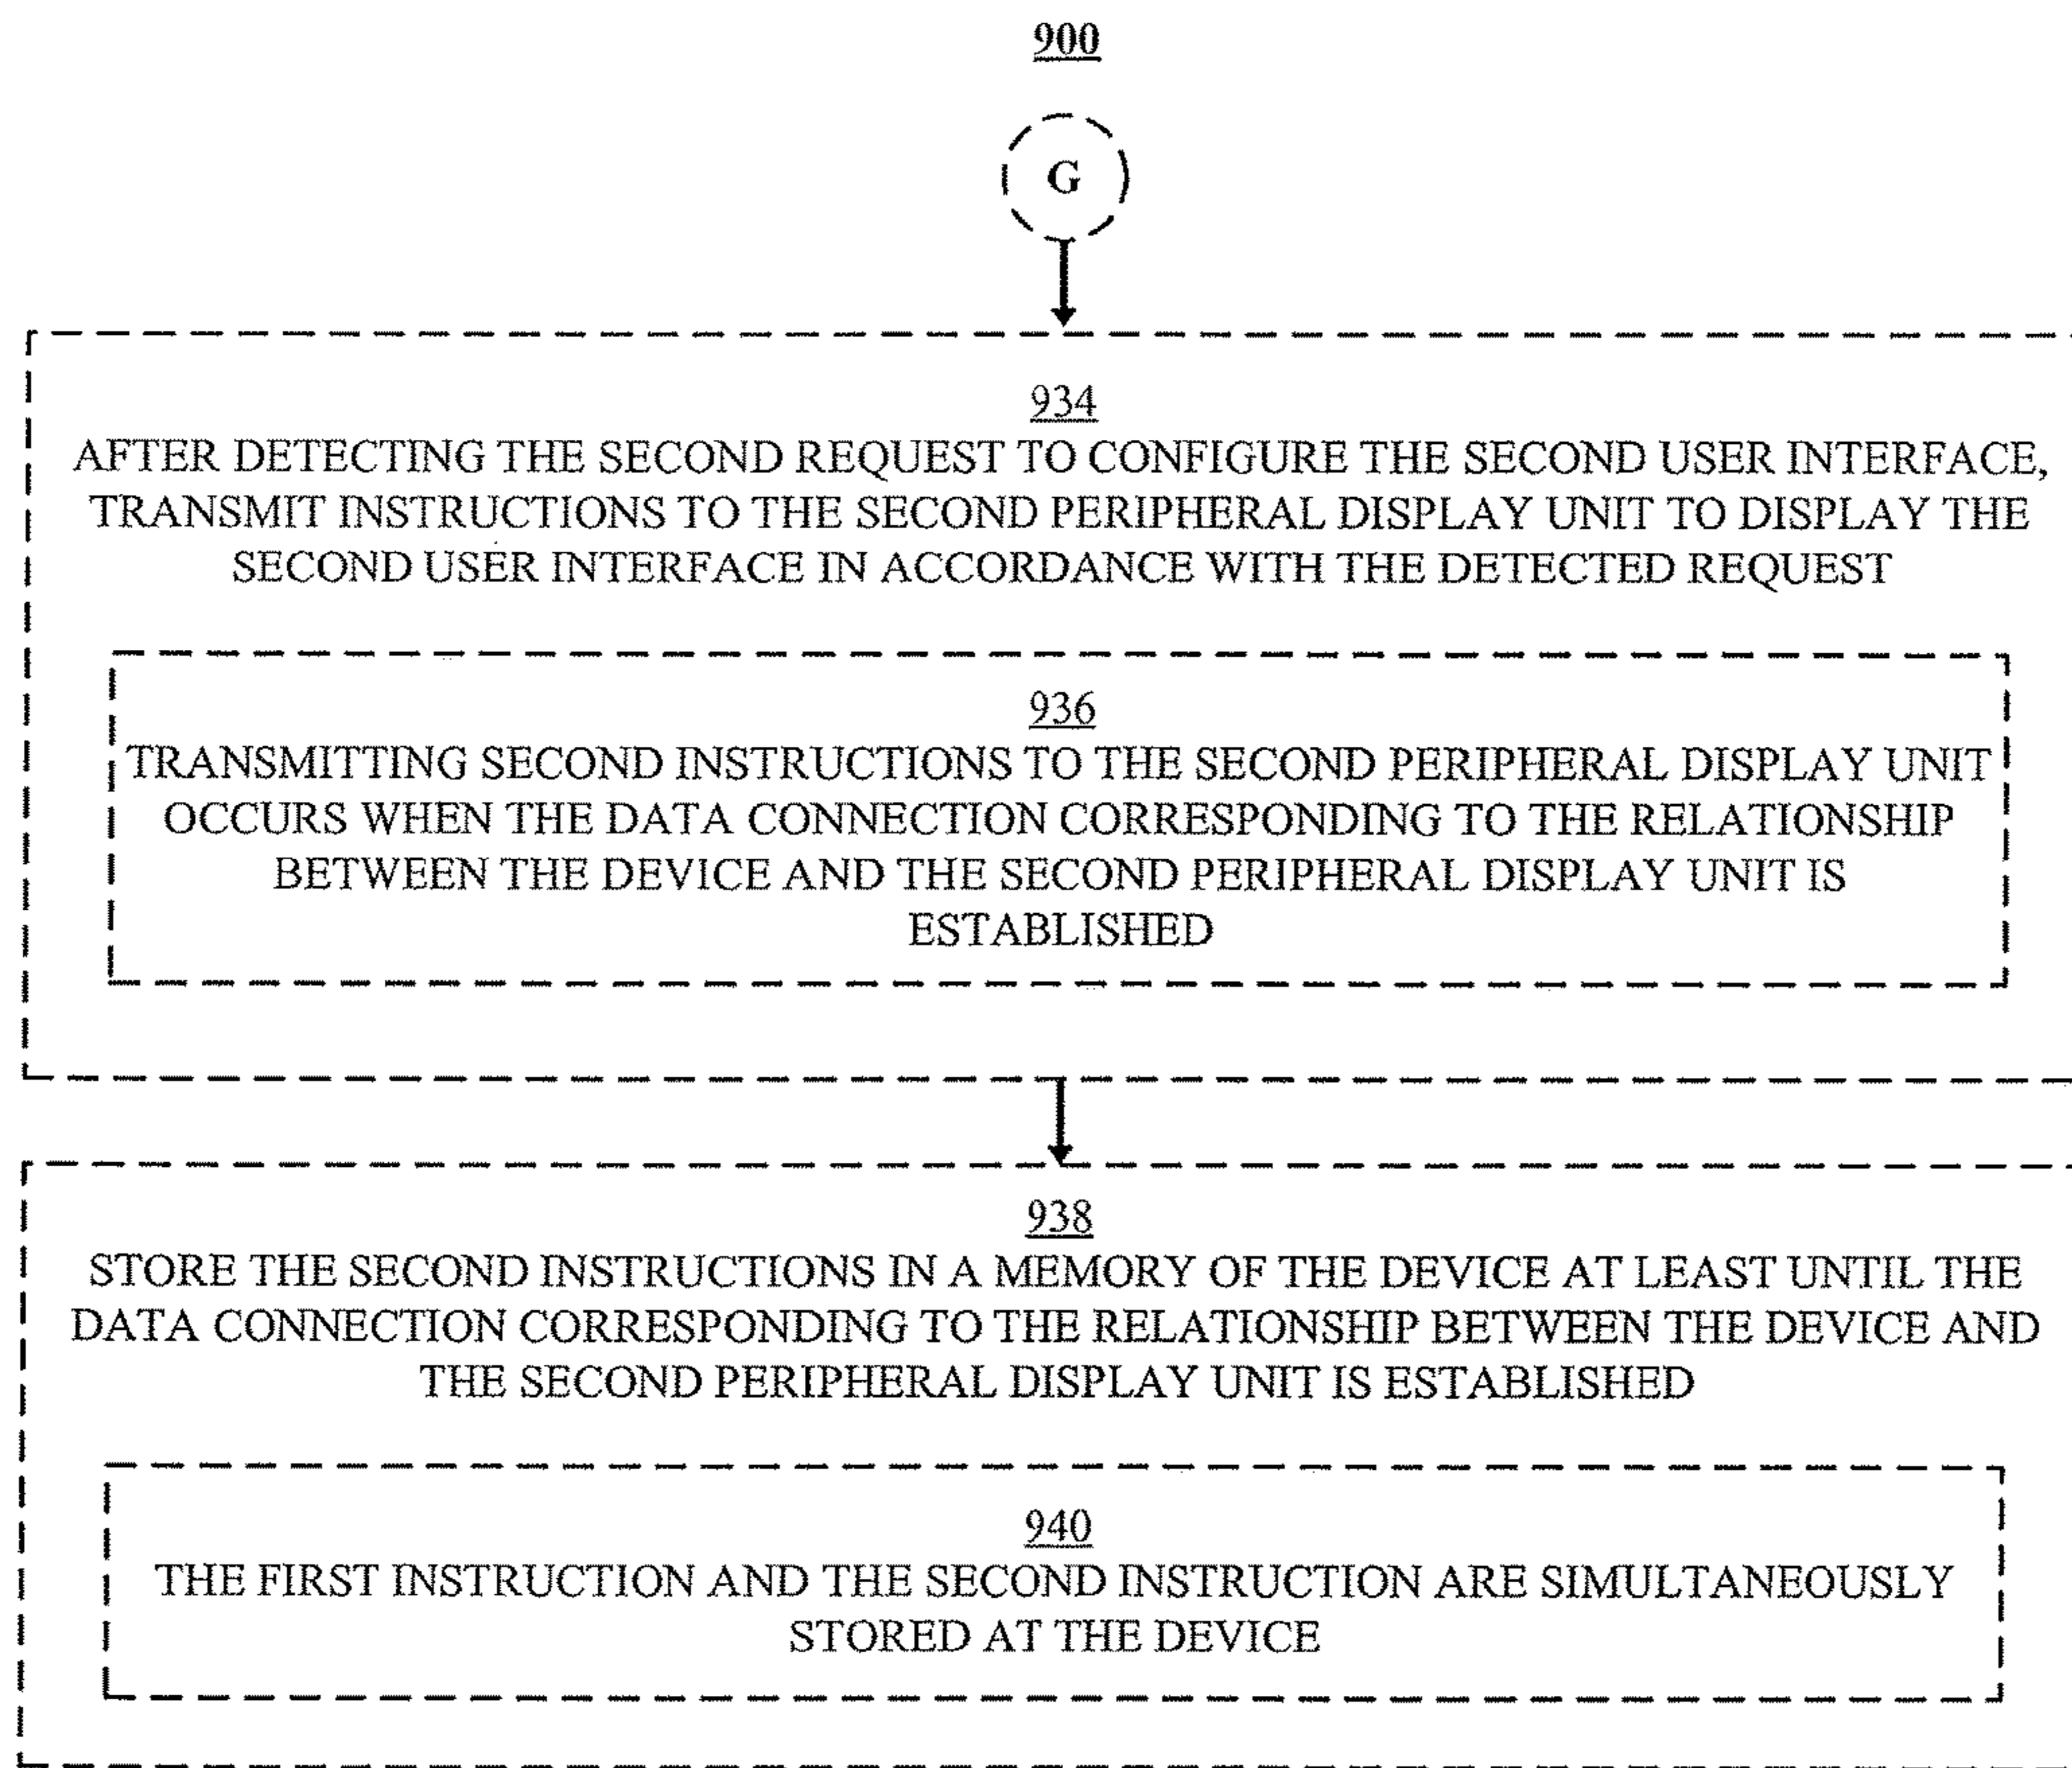 900
G
934
AFTER DETECTING THE SECOND REQUEST TO CONFIGURE THE SECOND USER INTERFACE,
TRANSMIT INSTRUCTIONS TO THE SECOND PERIPHERAL DISPLAY UNIT TO DISPLAY THE
SECOND USER INTERFACE IN ACCORDANCE WITH THE DETECTED REQUEST
936
TRANSMITTING SECOND INSTRUCTIONS TO THE SECOND PERIPHERAL DISPLAY UNIT
OCCURS WHEN THE DATA CONNECTION CORRESPONDING TO THE RELATIONSHIP
BETWEEN THE DEVICE AND THE SECOND PERIPHERAL DISPLAY UNIT IS
ESTABLISHED
938
STORE THE SECOND INSTRUCTIONS IN A MEMORY OF THE DEVICE AT LEAST UNTIL THE
DATA CONNECTION CORRESPONDING TO THE RELATIONSHIP BETWEEN THE DEVICE AND
THE SECOND PERIPHERAL DISPLAY UNIT IS ESTABLISHED
940
THE FIRST INSTRUCTION AND THE SECOND INSTRUCTION ARE SIMULTANEOUSLY
STORED AT THE DEVICE